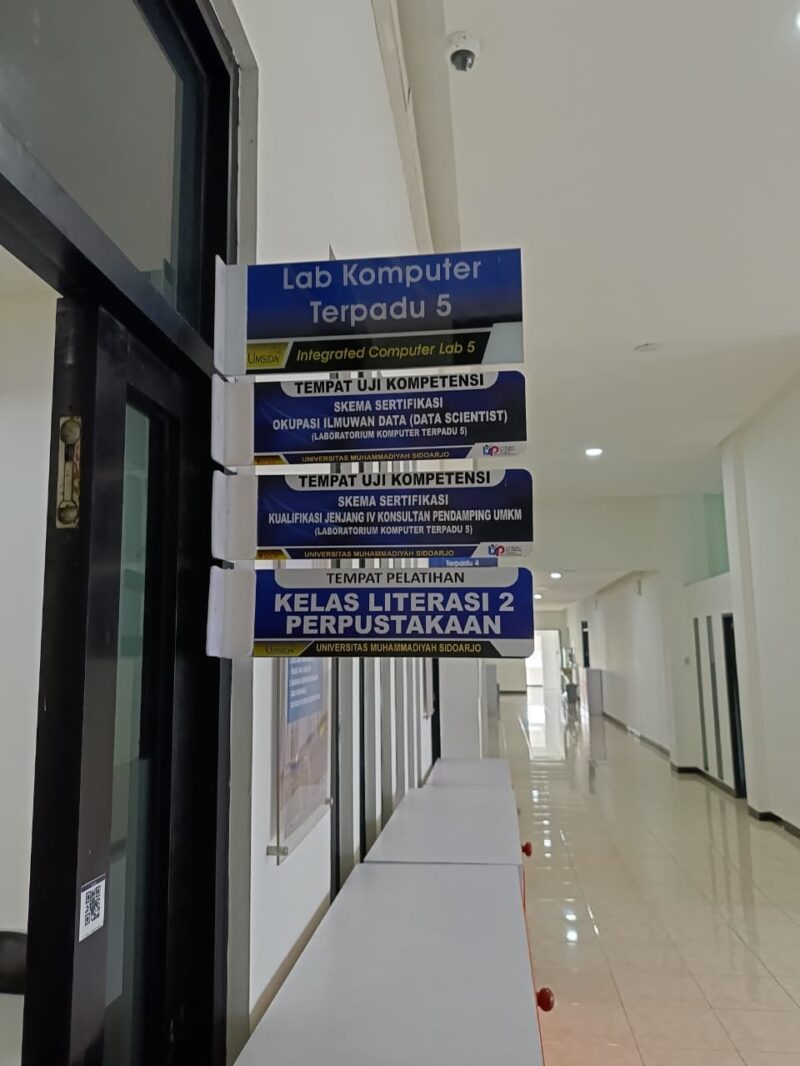 Lab Komputer
Terpadu 5
UMSIDA
Integrated Computer Lab 5
TEMPAT UJI KOMPETENSI
SKEMA SERTIFIKASI
OKUPASI ILMUWAN DATA (DATA SCIENTIST)
(LABORATORIUM KOMPUTER TERPADU 5)
UNIVERSITAS MUHAMMADIYAH SIDOARJO
TEMPAT UJI KOMPETENSI
SKEMA SERTIFIKASI
KUALIFIKASI JENJANG IV KONSULTAN PENDAMPING UMKM
(LABORATORIUM KOMPUTER TERPADU 5)
UNIVERSITAS MUHAMMADIYAH SIDOARJO
Terpadu 4
TEMPAT PELATIHAN
KELAS LITERASI 2
PERPUSTAKAAN
UMSIDA
UNIVERSITAS MUHAMMADIYAH SIDOARJO